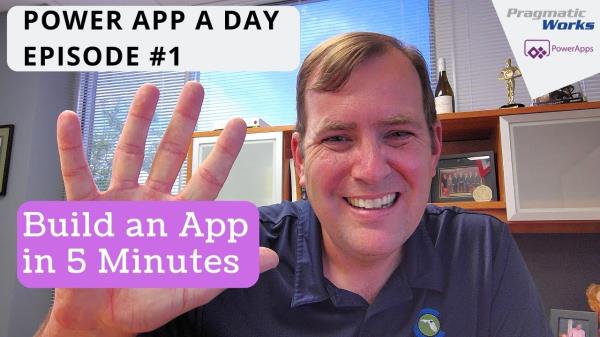 POWER APP A DAY
EPISODE #1
Pragmatic
Works
PowerApps
Build an App
in 5 Minutes